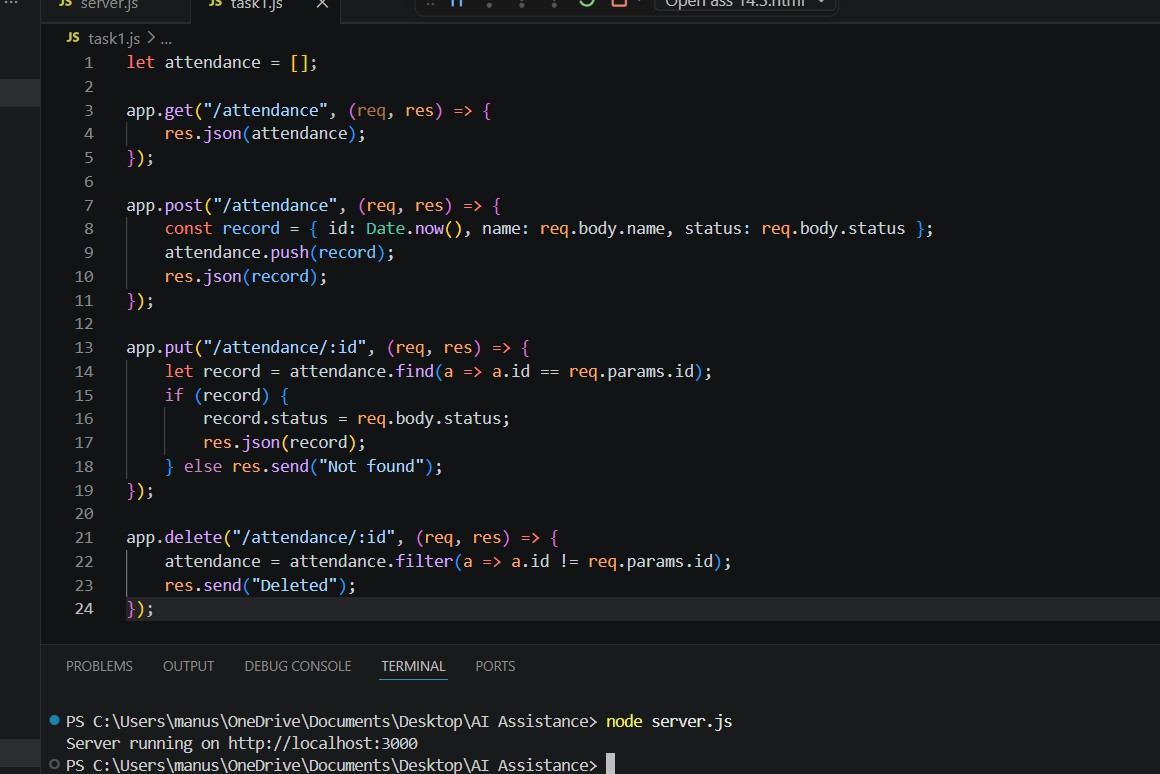 JS server.js JS task1.js Open ass 14.3.html
JS task1.js > ...
1 let attendance = [];
2
3 app.get("/attendance", (req, res) => {
4 res.json(attendance);
5 });
6
7 app.post("/attendance", (req, res) => {
8 const record = { id: Date.now(), name: req.body.name, status: req.body.status };
9 attendance.push(record);
10 res.json(record);
11 });
12
13 app.put("/attendance/:id", (req, res) => {
14 let record = attendance.find(a => a.id == req.params.id);
15 if (record) {
16 record.status = req.body.status;
17 res.json(record);
18 } else res.send("Not found");
19 });
20
21 app.delete("/attendance/:id", (req, res) => {
22 attendance = attendance.filter(a => a.id != req.params.id);
23 res.send("Deleted");
24 });
PROBLEMS OUTPUT DEBUG CONSOLE TERMINAL PORTS
PS C:\Users\manus\OneDrive\Documents\Desktop\AI Assistance> node server.js
Server running on http://localhost:3000
PS C:\Users\manus\OneDrive\Documents\Desktop\AI Assistance>